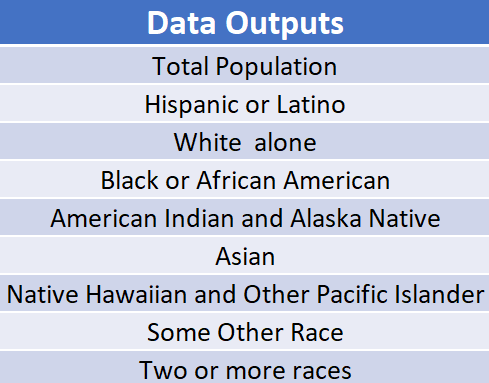 Data Outputs
Total Population
Hispanic or Latino
White  alone
Black or African American
American Indian and Alaska Native
Asian
Native Hawaiian and Other Pacific Islander
Some Other Race
Two or more races